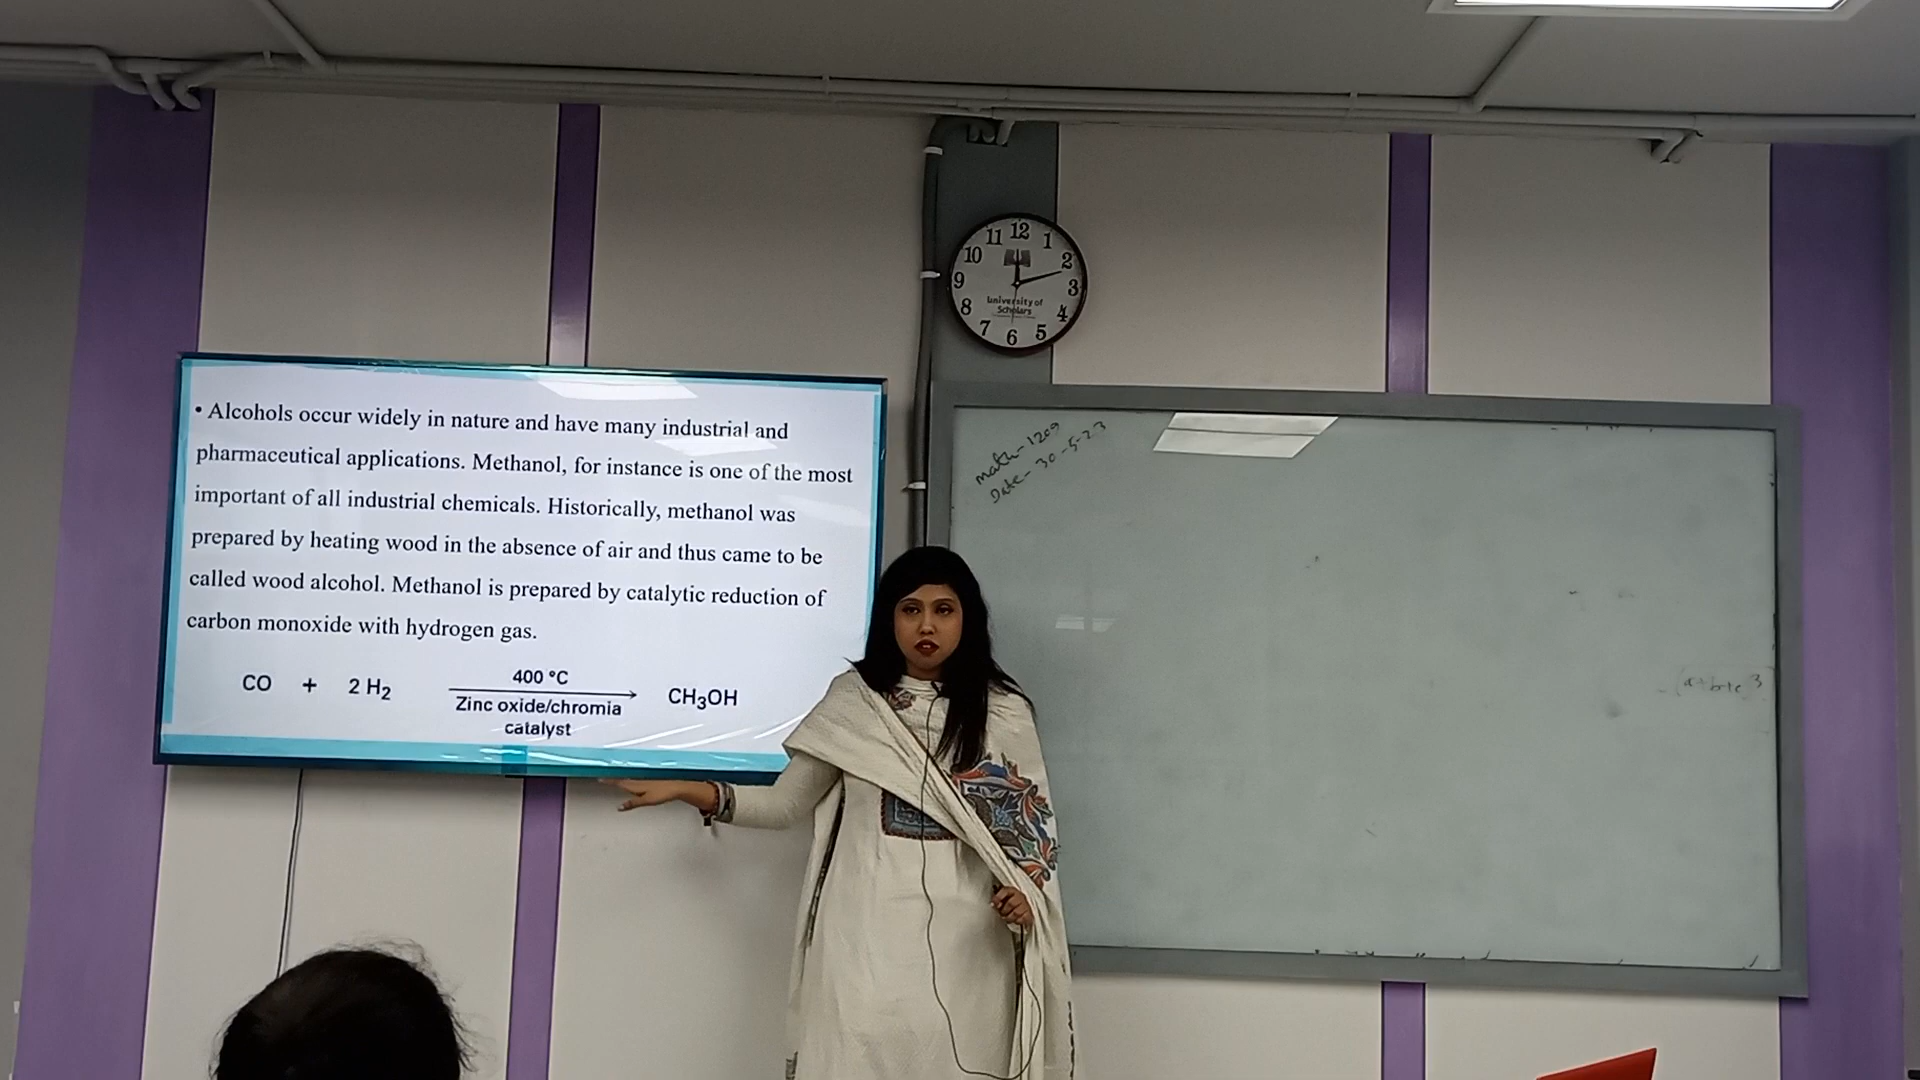 12
11
1
10
2
9
3
8
4
7
5
6
University of
Scholars
• Alcohols occur widely in nature and have many industrial and
pharmaceutical applications. Methanol, for instance is one of the most
important of all industrial chemicals. Historically, methanol was
prepared by heating wood in the absence of air and thus came to be
called wood alcohol. Methanol is prepared by catalytic reduction of
carbon monoxide with hydrogen gas.
400 °C
CO + 2 H₂ → CH₃OH
Zinc oxide/chromia
catalyst
math-1209
Date- 30-5-23